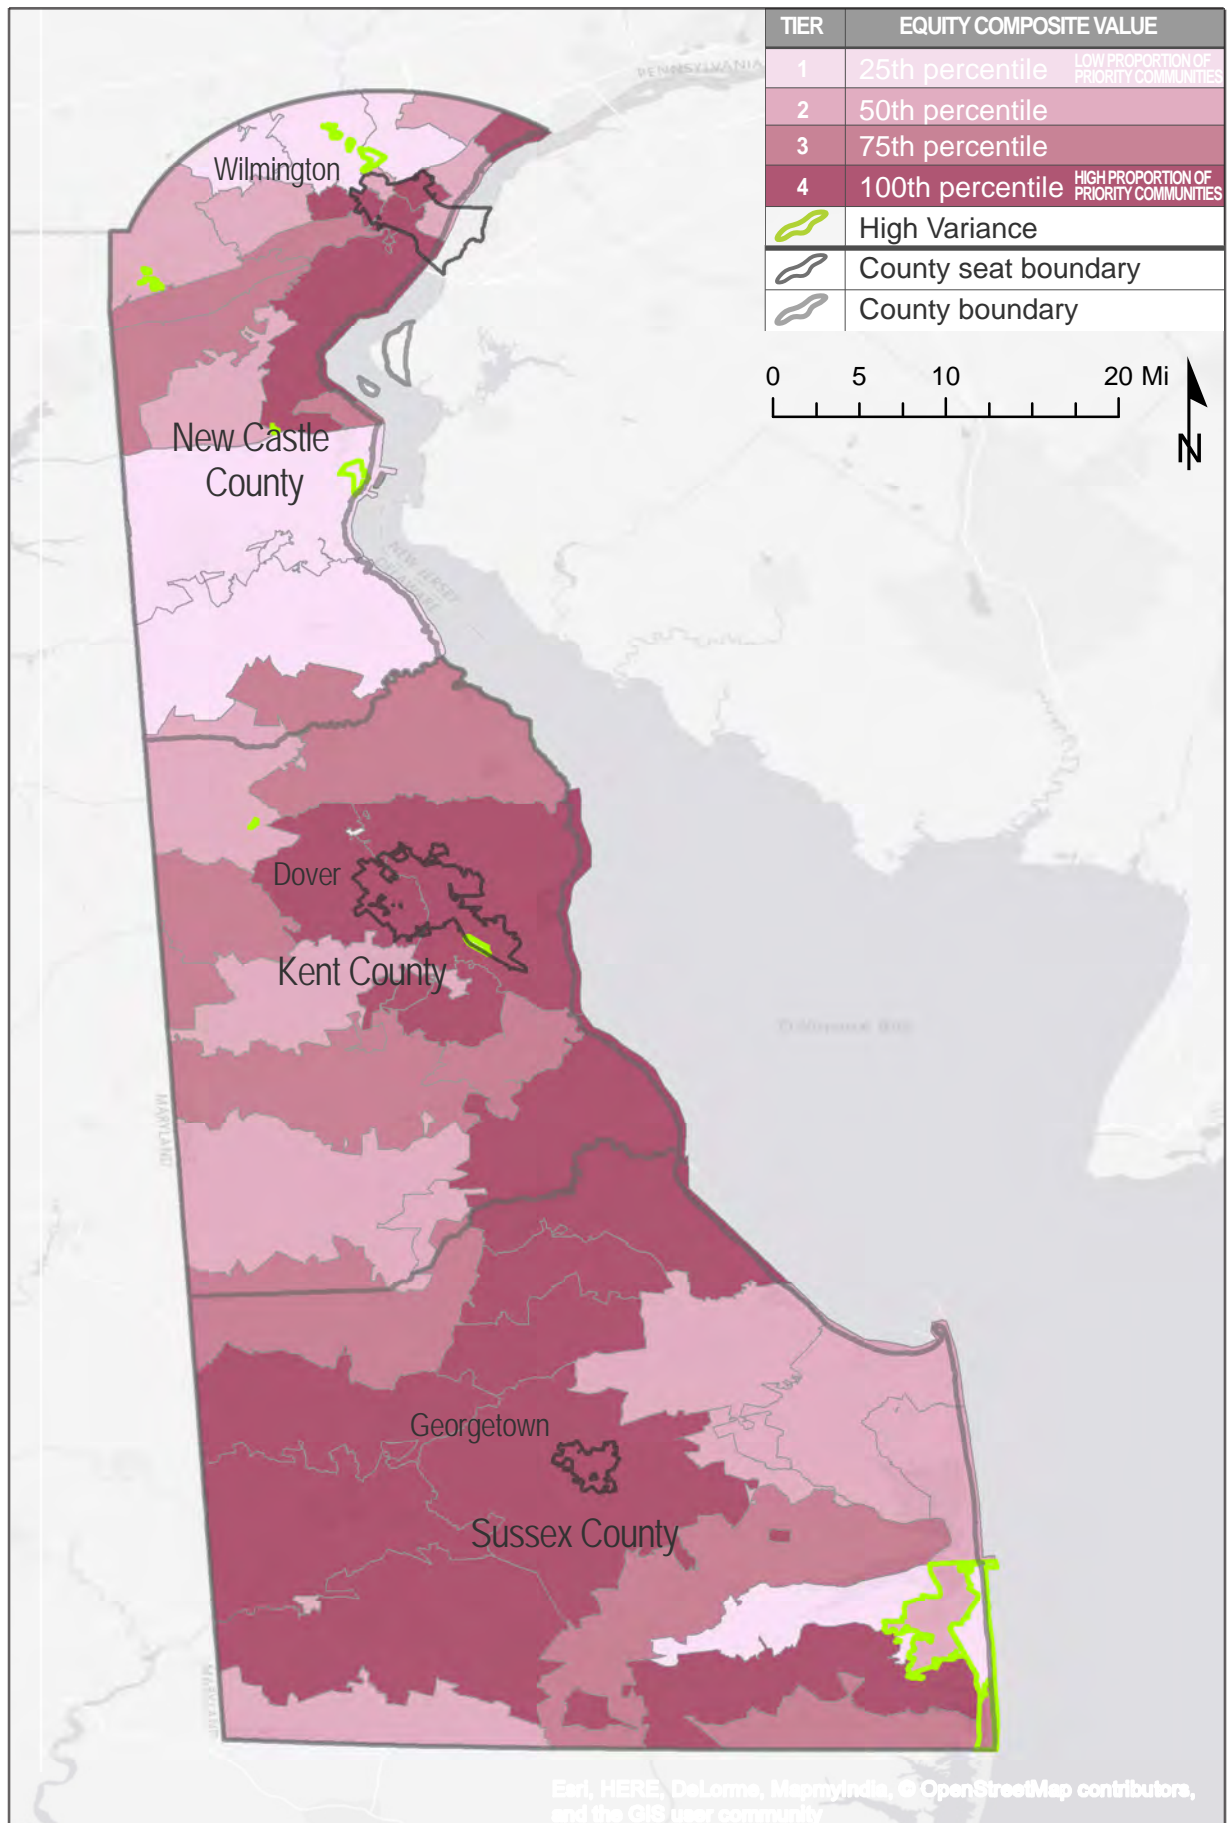 TIER EQUITY COMPOSITE VALUE
1 25th percentile LOW PROPORTION OF
PRIORITY COMMUNITIES
2 50th percentile
3 75th percentile
4 100th percentile HIGH PROPORTION OF
PRIORITY COMMUNITIES
High Variance
County seat boundary
County boundary
0 5 10 20 Mi
N
PENNSYLVANIA
Wilmington
New Castle
County
NEW JERSEY
DELAWARE
Dover
Kent County
MARYLAND
Georgetown
Sussex County
MARYLAND
Esri, HERE, DeLorme, MapmyIndia, © OpenStreetMap contributors,
and the GIS user community